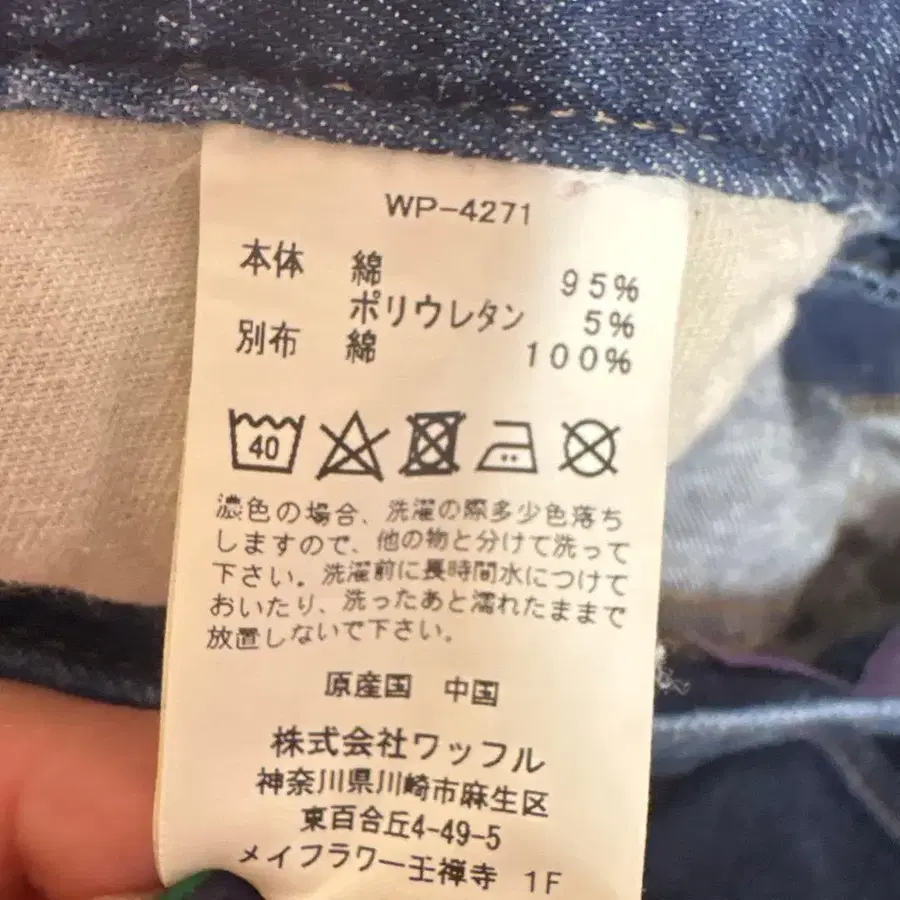 WP-4271
本体 綿 95%
ポリウレタン 5%
別布 綿 100%
40
濃色の場合、洗濯の際多少色落ち
しますので、他の物と分けて洗って
下さい。洗濯前に長時間水につけて
おいたり、洗ったあと濡れたままで
放置しないで下さい。
原産国 中国
株式会社ワッフル
神奈川県川崎市麻生区
東百合丘4-49-5
メイフラワー王禅寺 1F